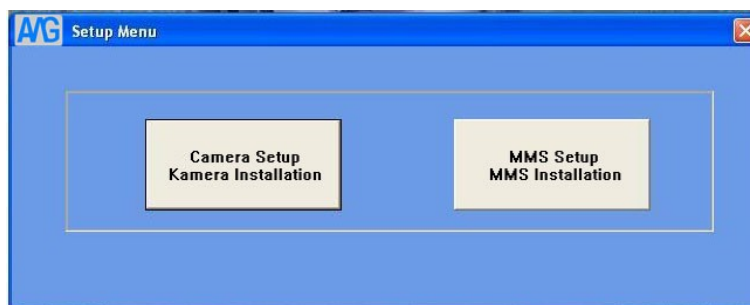 AVG Setup Menu
Camera Setup
Kamera Installation
MMS Setup
MMS Installation